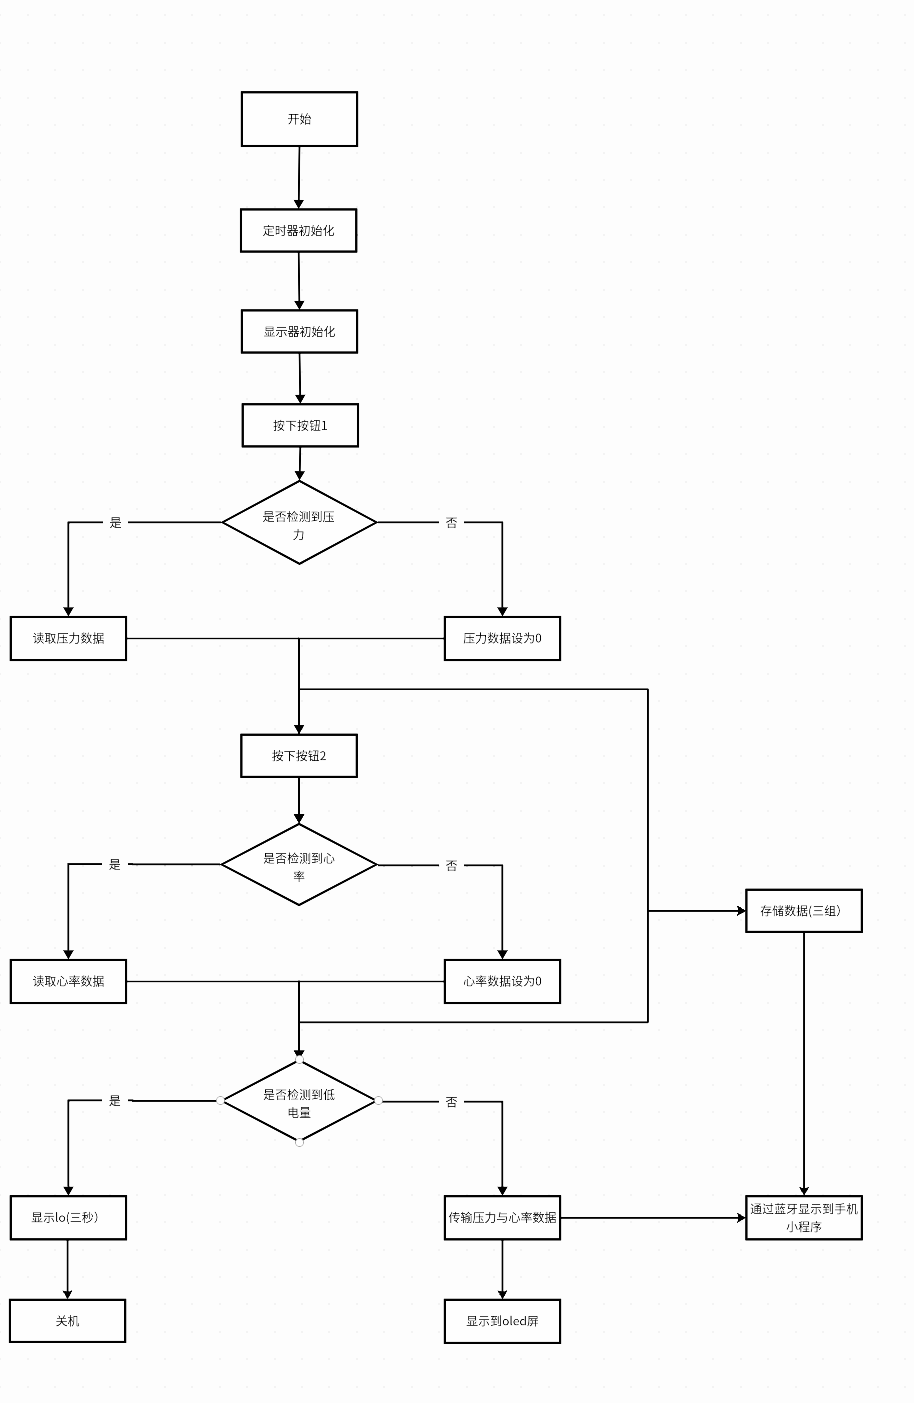 开始
定时器初始化
显示器初始化
按下按钮1
是否检测到压
力
是
否
读取压力数据
压力数据设为0
按下按钮2
是否检测到心
率
是
否
存储数据(三组）
读取心率数据
心率数据设为0
是否检测到低
电量
是
否
显示lo(三秒）
传输压力与心率数据
通过蓝牙显示到手机
小程序
关机
显示到oled屏